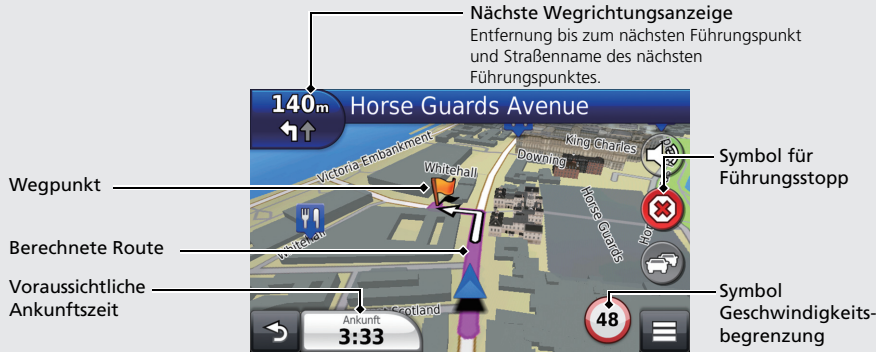 Nächste Wegrichtungsanzeige
Entfernung bis zum nächsten Führungspunkt
und Straßenname des nächsten
Führungspunktes.
140m
Horse Guards Avenue
Victoria Embankment
Whitehall
Downing
King Charles
Horse Guards
Whitehall
Scotland
Wegpunkt
Berechnete Route
Voraussichtliche
Ankunftszeit
Ankunft
3:33
48
Symbol für
Führungsstopp
Symbol
Geschwindigkeits-
begrenzung